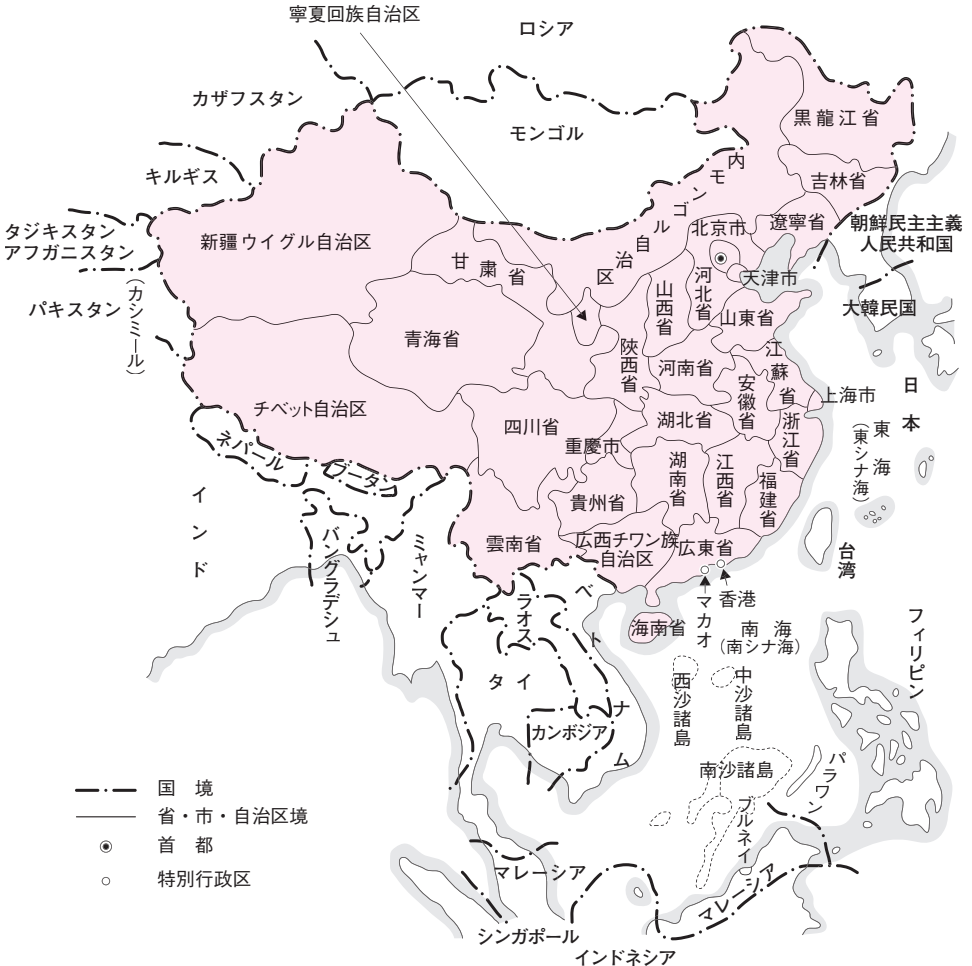 寧夏回族自治区
ロシア
カザフスタン
モンゴル
キルギス
タジキスタン
アフガニスタン
パキスタン
(カシミール)
新疆ウイグル自治区
甘粛省
内モンゴル自治区
黒龍江省
吉林省
遼寧省
朝鮮民主主義
人民共和国
大韓民国
北京市
天津市
河北省
山西省
山東省
青海省
陝西省
河南省
江蘇省
安徽省
上海市
日本
チベット自治区
四川省
重慶市
湖北省
浙江省
東海
(東シナ海)
ネパール
ブータン
インド
バングラデシュ
ミャンマー
貴州省
湖南省
江西省
福建省
雲南省
広西チワン族
自治区
広東省
台湾
香港
マカオ
海南省
南海
(南シナ海)
フィリピン
ラオス
ベトナム
タイ
カンボジア
西沙諸島
中沙諸島
南沙諸島
パラワン
ブルネイ
マレーシア
マレーシア
シンガポール
インドネシア
国境
省・市・自治区境
首都
特別行政区